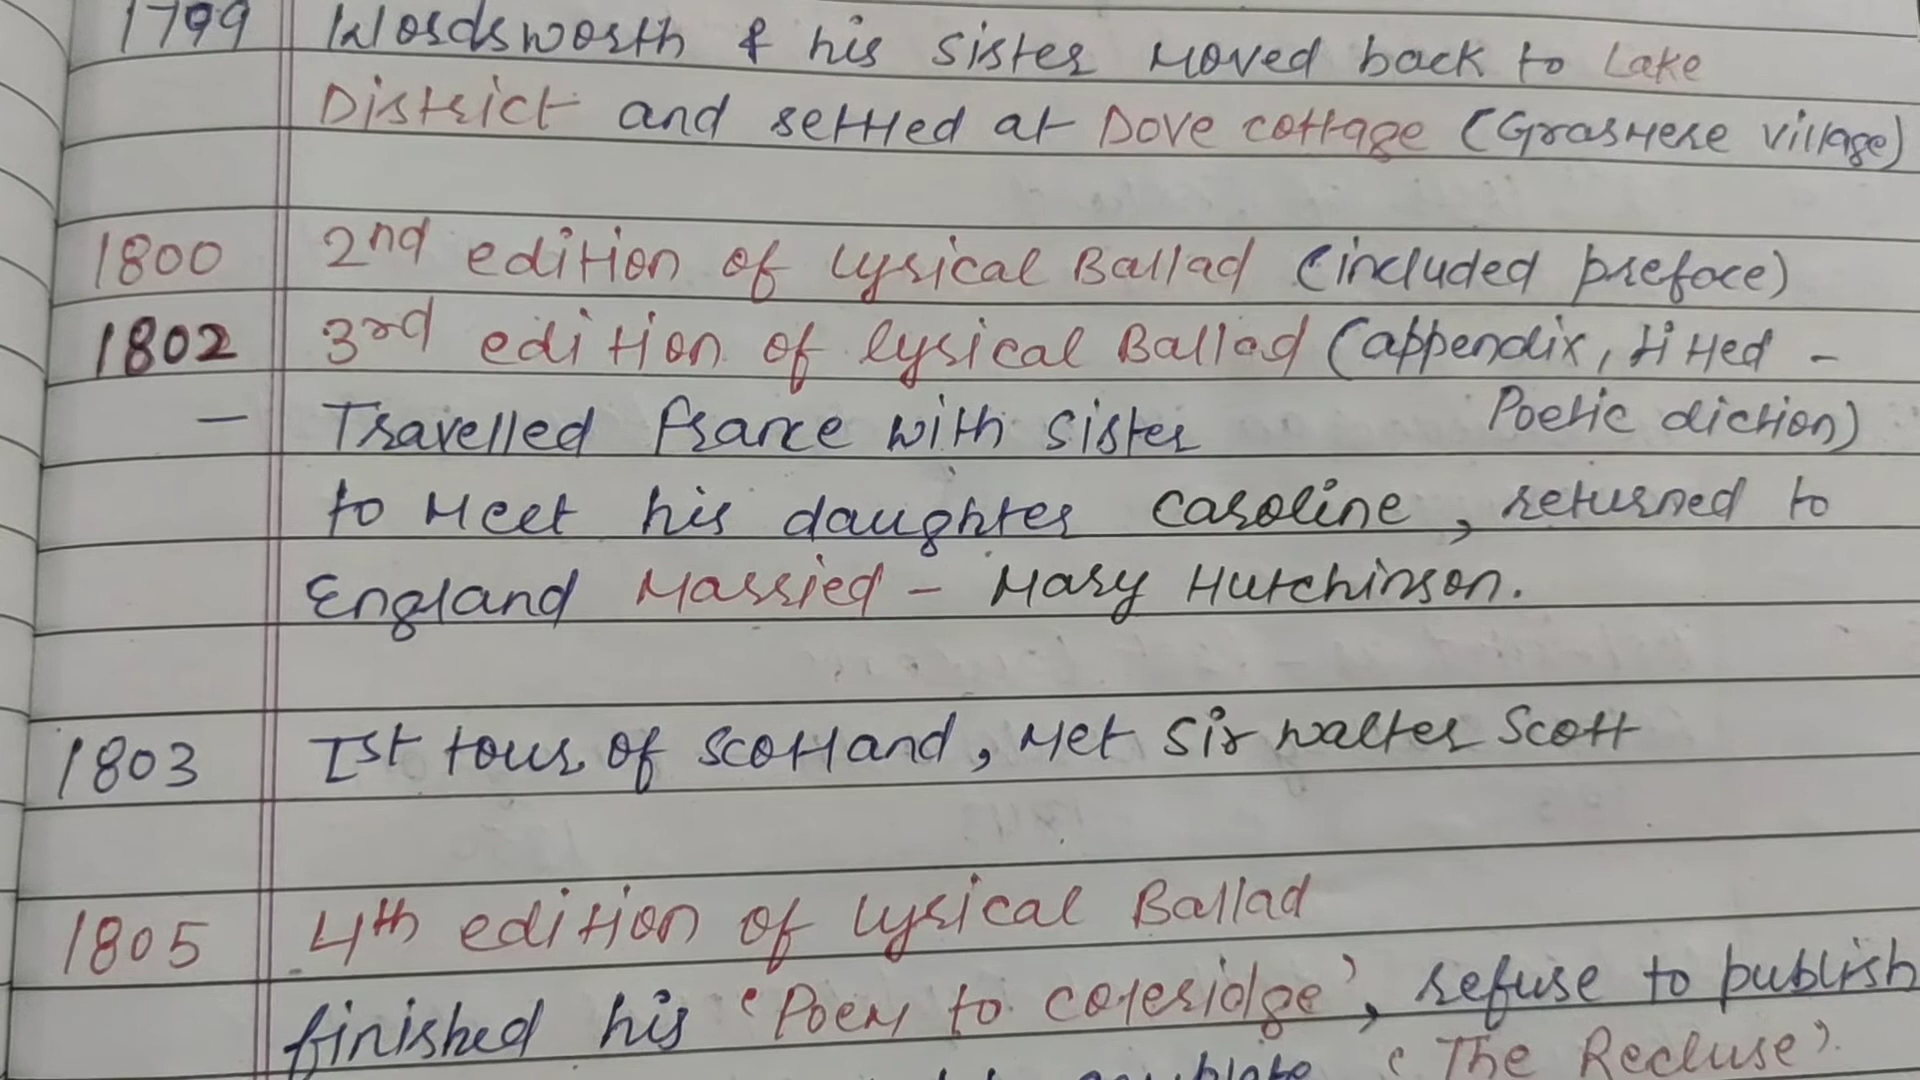 1799 Wordsworth & his sister moved back to Lake
District and settled at Dove cottage (Grasmere village)
1800 2nd edition of Lyrical Ballad (included preface)
1802 3rd edition of lyrical Ballad (appendix, titled -
Poetic diction)
- Travelled france with sister
to meet his daughter caroline, returned to
England Married - Mary Hutchinson.
1803 Ist tour of scotland, met Sir walter Scott
1805 4th edition of Lyrical Ballad
finished his 'Poem to coleridge', refuse to publish
'The Recluse'.